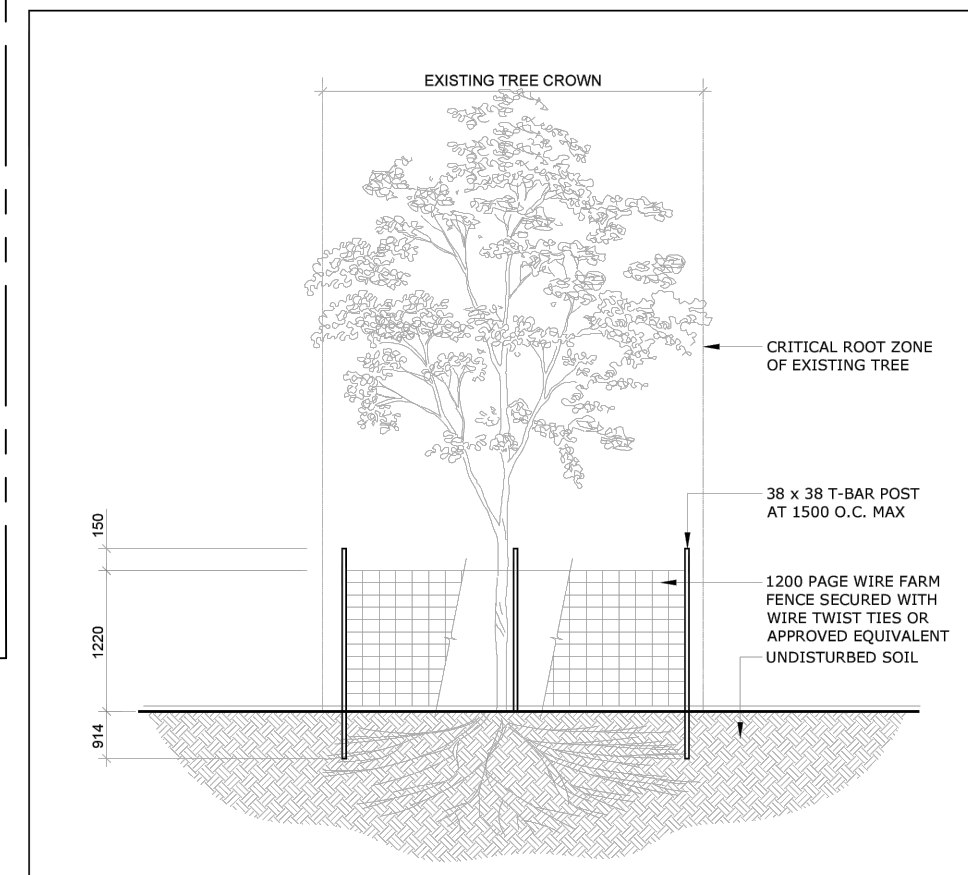 EXISTING TREE CROWN
CRITICAL ROOT ZONE
OF EXISTING TREE
38 x 38 T-BAR POST
AT 1500 O.C. MAX
150
1200 PAGE WIRE FARM
FENCE SECURED WITH
WIRE TWIST TIES OR
APPROVED EQUIVALENT
1220
UNDISTURBED SOIL
914